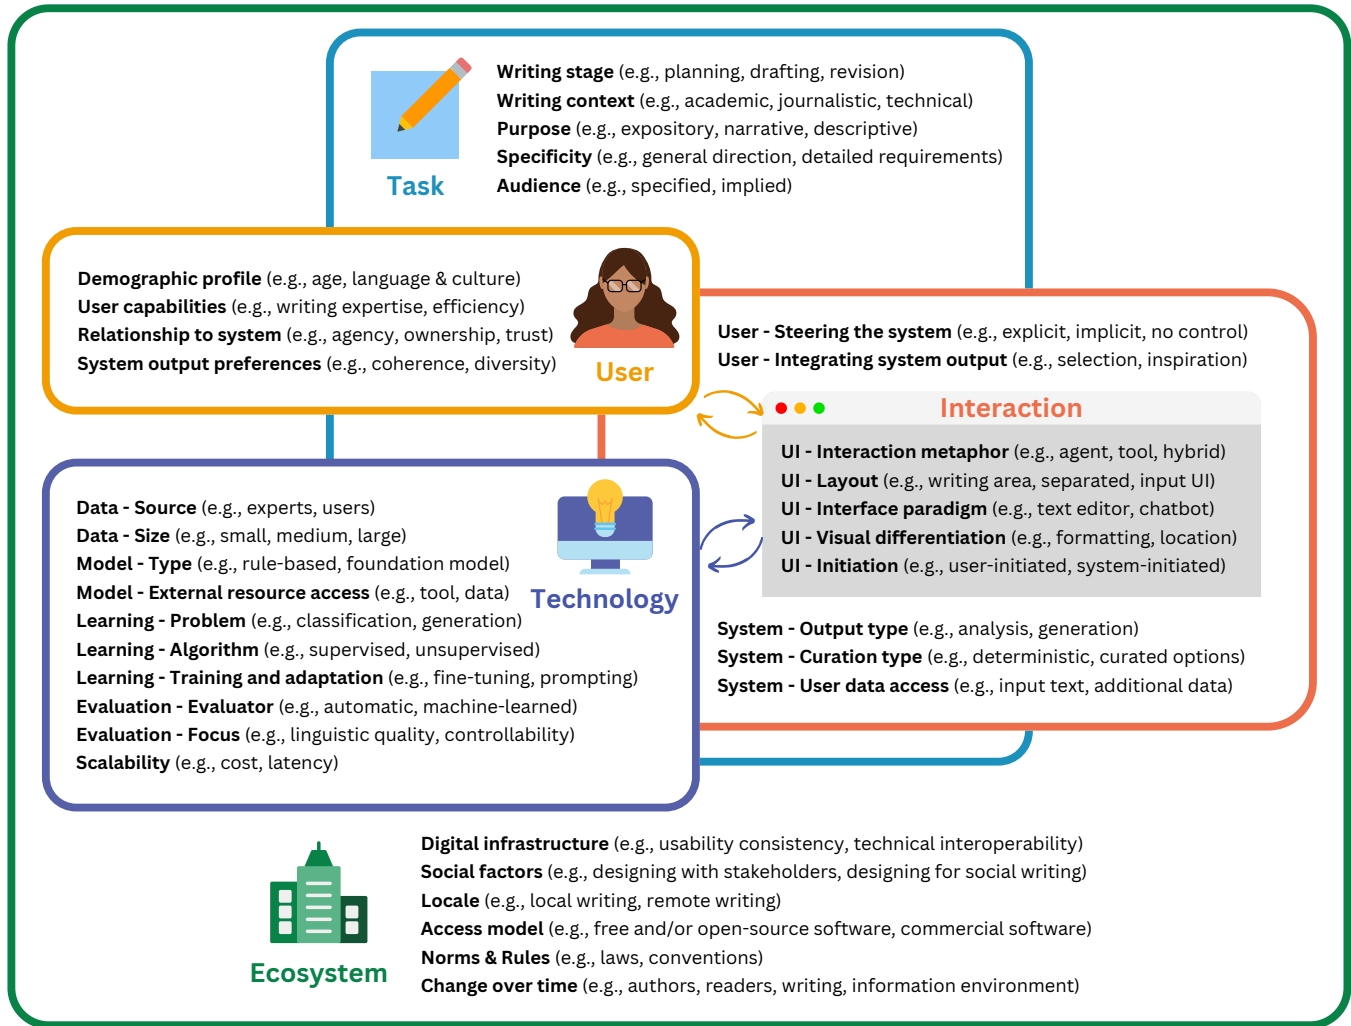 Writing stage (e.g., planning, drafting, revision)
Writing context (e.g., academic, journalistic, technical)
Purpose (e.g., expository, narrative, descriptive)
Specificity (e.g., general direction, detailed requirements)
Audience (e.g., specified, implied)
Task
Demographic profile (e.g., age, language & culture)
User capabilities (e.g., writing expertise, efficiency)
Relationship to system (e.g., agency, ownership, trust)
System output preferences (e.g., coherence, diversity)
User
User - Steering the system (e.g., explicit, implicit, no control)
User - Integrating system output (e.g., selection, inspiration)
Interaction
UI - Interaction metaphor (e.g., agent, tool, hybrid)
UI - Layout (e.g., writing area, separated, input UI)
UI - Interface paradigm (e.g., text editor, chatbot)
UI - Visual differentiation (e.g., formatting, location)
UI - Initiation (e.g., user-initiated, system-initiated)
System - Output type (e.g., analysis, generation)
System - Curation type (e.g., deterministic, curated options)
System - User data access (e.g., input text, additional data)
Data - Source (e.g., experts, users)
Data - Size (e.g., small, medium, large)
Model - Type (e.g., rule-based, foundation model)
Model - External resource access (e.g., tool, data)
Learning - Problem (e.g., classification, generation)
Learning - Algorithm (e.g., supervised, unsupervised)
Learning - Training and adaptation (e.g., fine-tuning, prompting)
Evaluation - Evaluator (e.g., automatic, machine-learned)
Evaluation - Focus (e.g., linguistic quality, controllability)
Scalability (e.g., cost, latency)
Technology
Digital infrastructure (e.g., usability consistency, technical interoperability)
Social factors (e.g., designing with stakeholders, designing for social writing)
Locale (e.g., local writing, remote writing)
Access model (e.g., free and/or open-source software, commercial software)
Norms & Rules (e.g., laws, conventions)
Change over time (e.g., authors, readers, writing, information environment)
Ecosystem